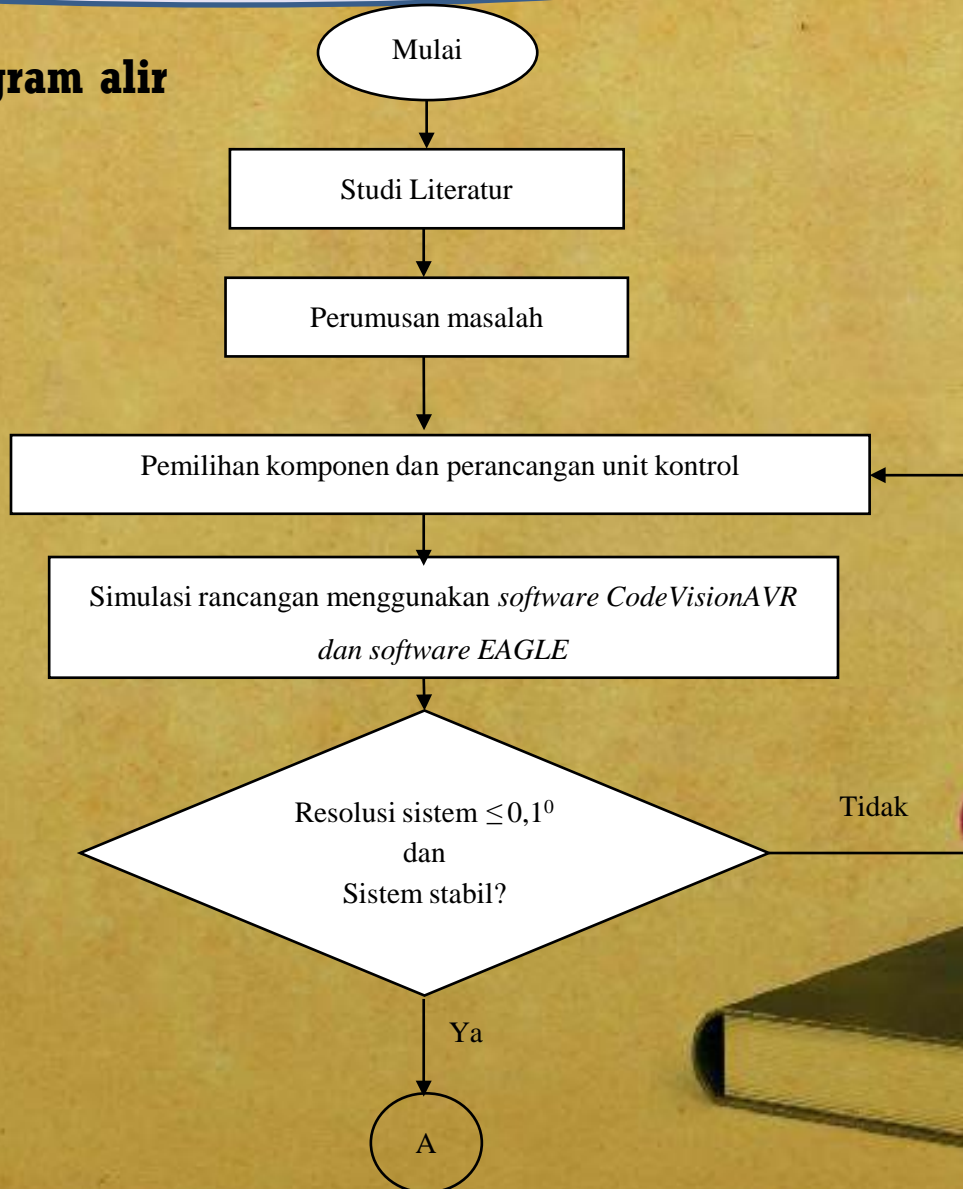 gram alir
Mulai
Studi Literatur
Perumusan masalah
Pemilihan komponen dan perancangan unit kontrol
Simulasi rancangan menggunakan software CodeVisionAVR
dan software EAGLE
Resolusi sistem ≤ 0,1⁰
dan
Sistem stabil?
Tidak
Ya
A